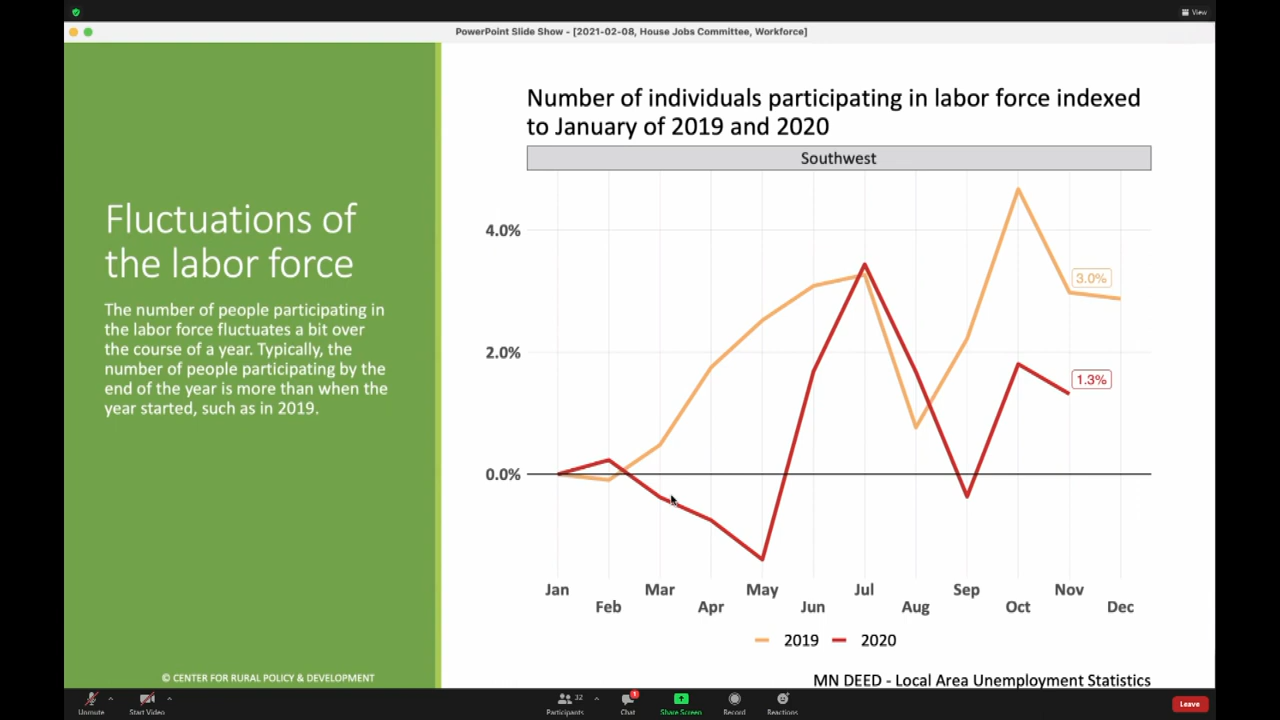 View
PowerPoint Slide Show - [2021-02-08, House Jobs Committee, Workforce]
Fluctuations of
the labor force
The number of people participating in
the labor force fluctuates a bit over
the course of a year. Typically, the
number of people participating by the
end of the year is more than when the
year started, such as in 2019.
© CENTER FOR RURAL POLICY & DEVELOPMENT
Number of individuals participating in labor force indexed
to January of 2019 and 2020
Southwest
4.0%
2.0%
0.0%
3.0%
1.3%
Jan
Feb
Mar
Apr
May
Jun
Jul
Aug
Sep
Oct
Nov
Dec
2019
2020
MN DEED - Local Area Unemployment Statistics
Unmute
Start Video
32
Participants
1
Chat
Share Screen
Record
Reactions
Leave